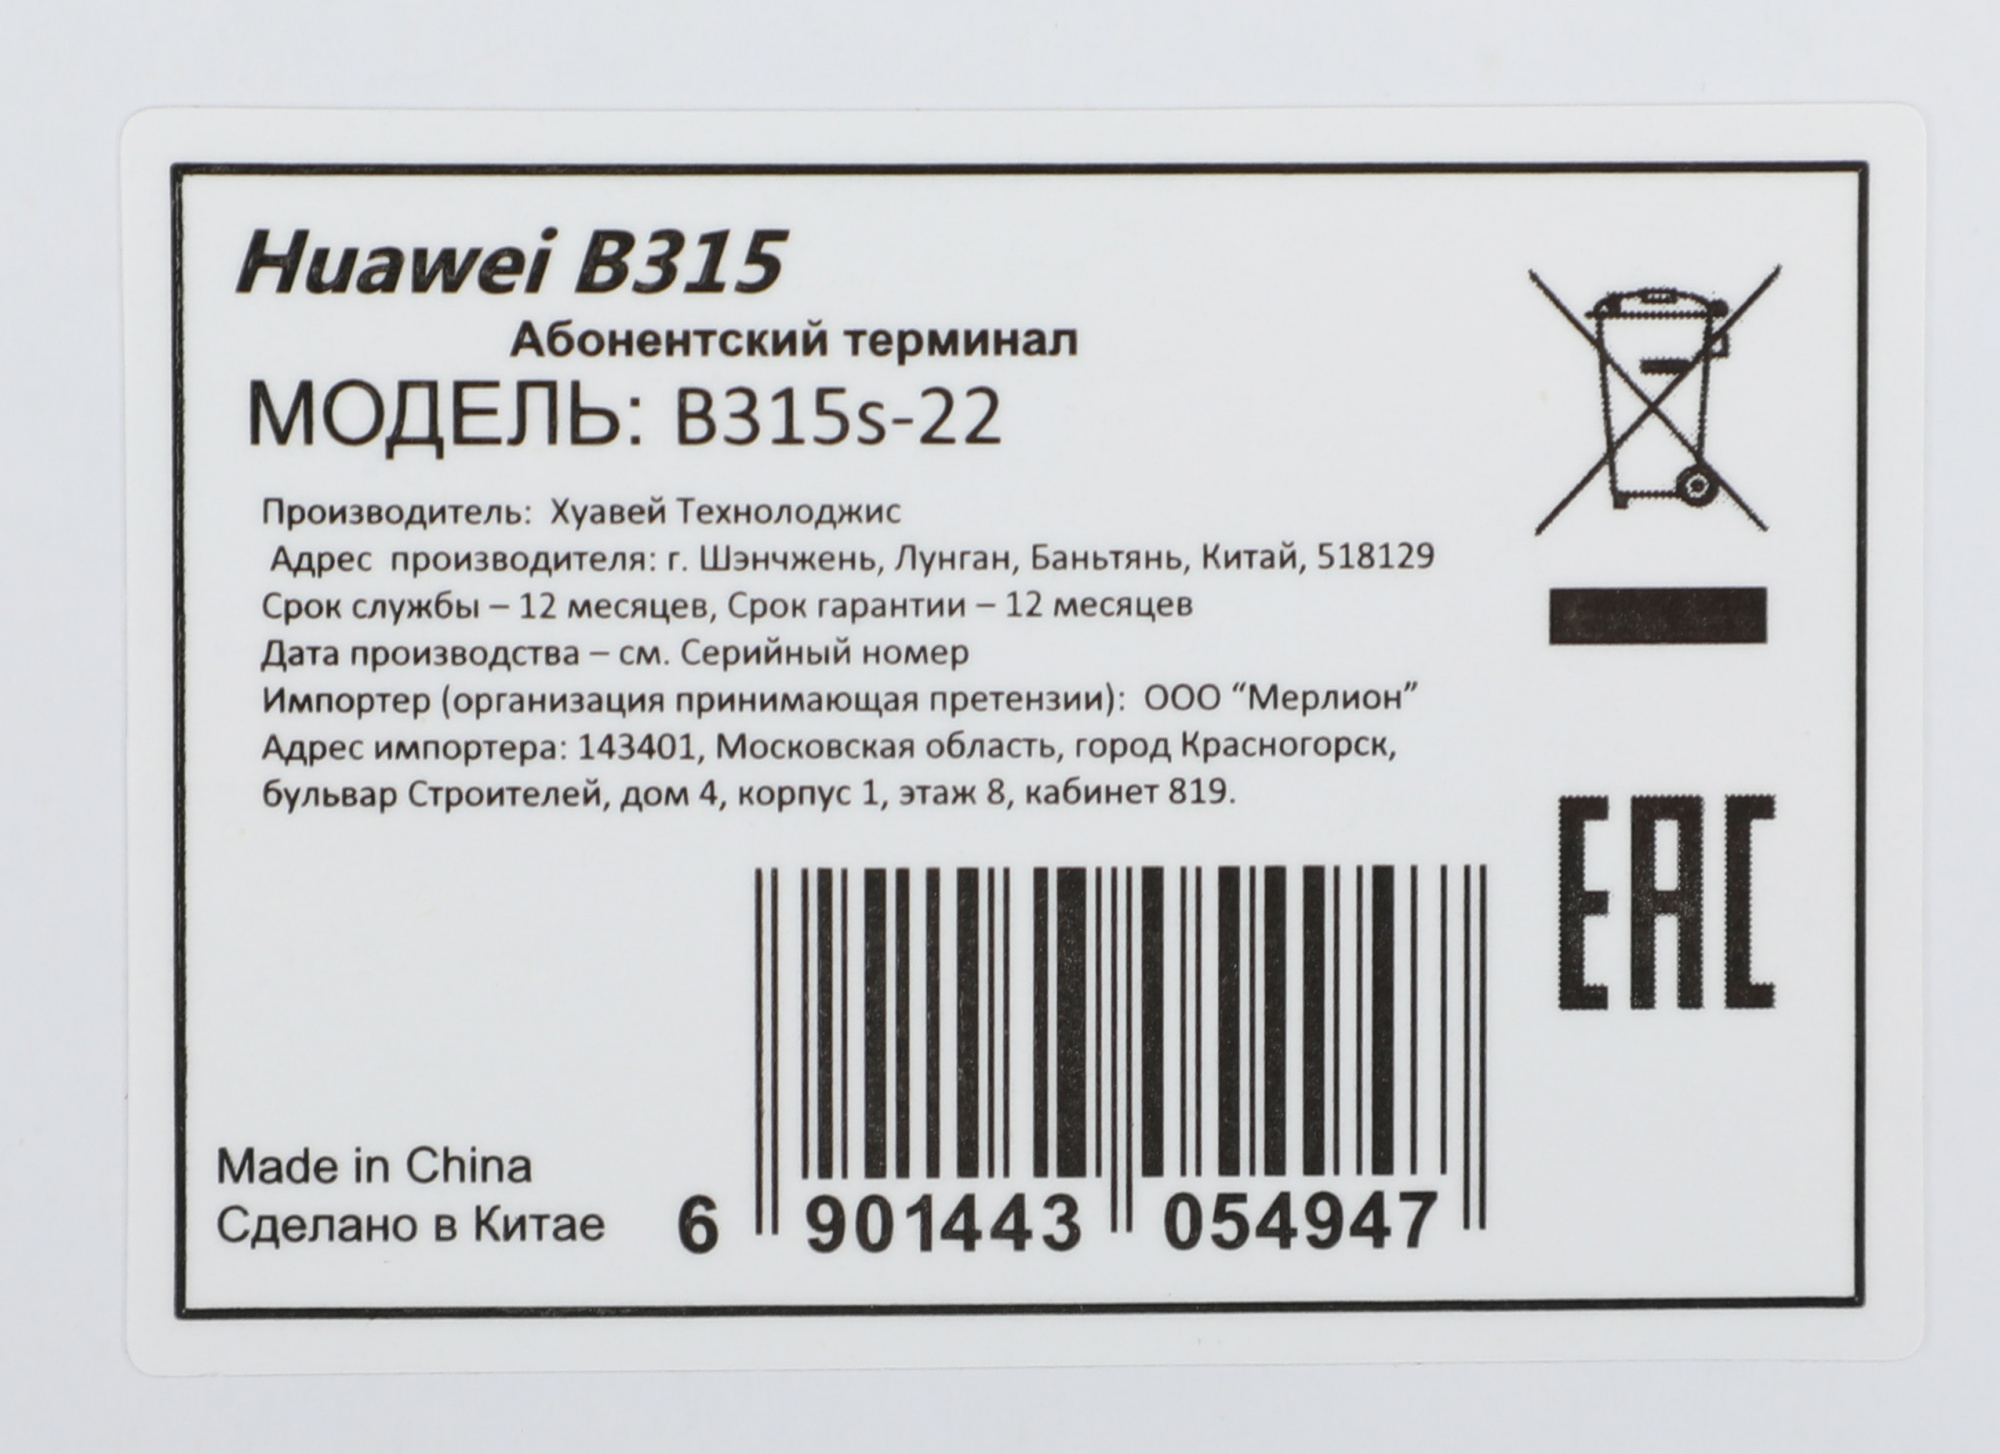 Huawei B315
Абонентский терминал
МОДЕЛЬ: B315s-22
Производитель: Хуавей Технолоджис
Адрес производителя: г. Шэнчжень, Лунган, Баньтянь, Китай, 518129
Срок службы – 12 месяцев, Срок гарантии – 12 месяцев
Дата производства – см. Серийный номер
Импортер (организация принимающая претензии): ООО “Мерлион”
Адрес импортера: 143401, Московская область, город Красногорск,
бульвар Строителей, дом 4, корпус 1, этаж 8, кабинет 819.
EAC
Made in China
Сделано в Китае
6 901443 054947